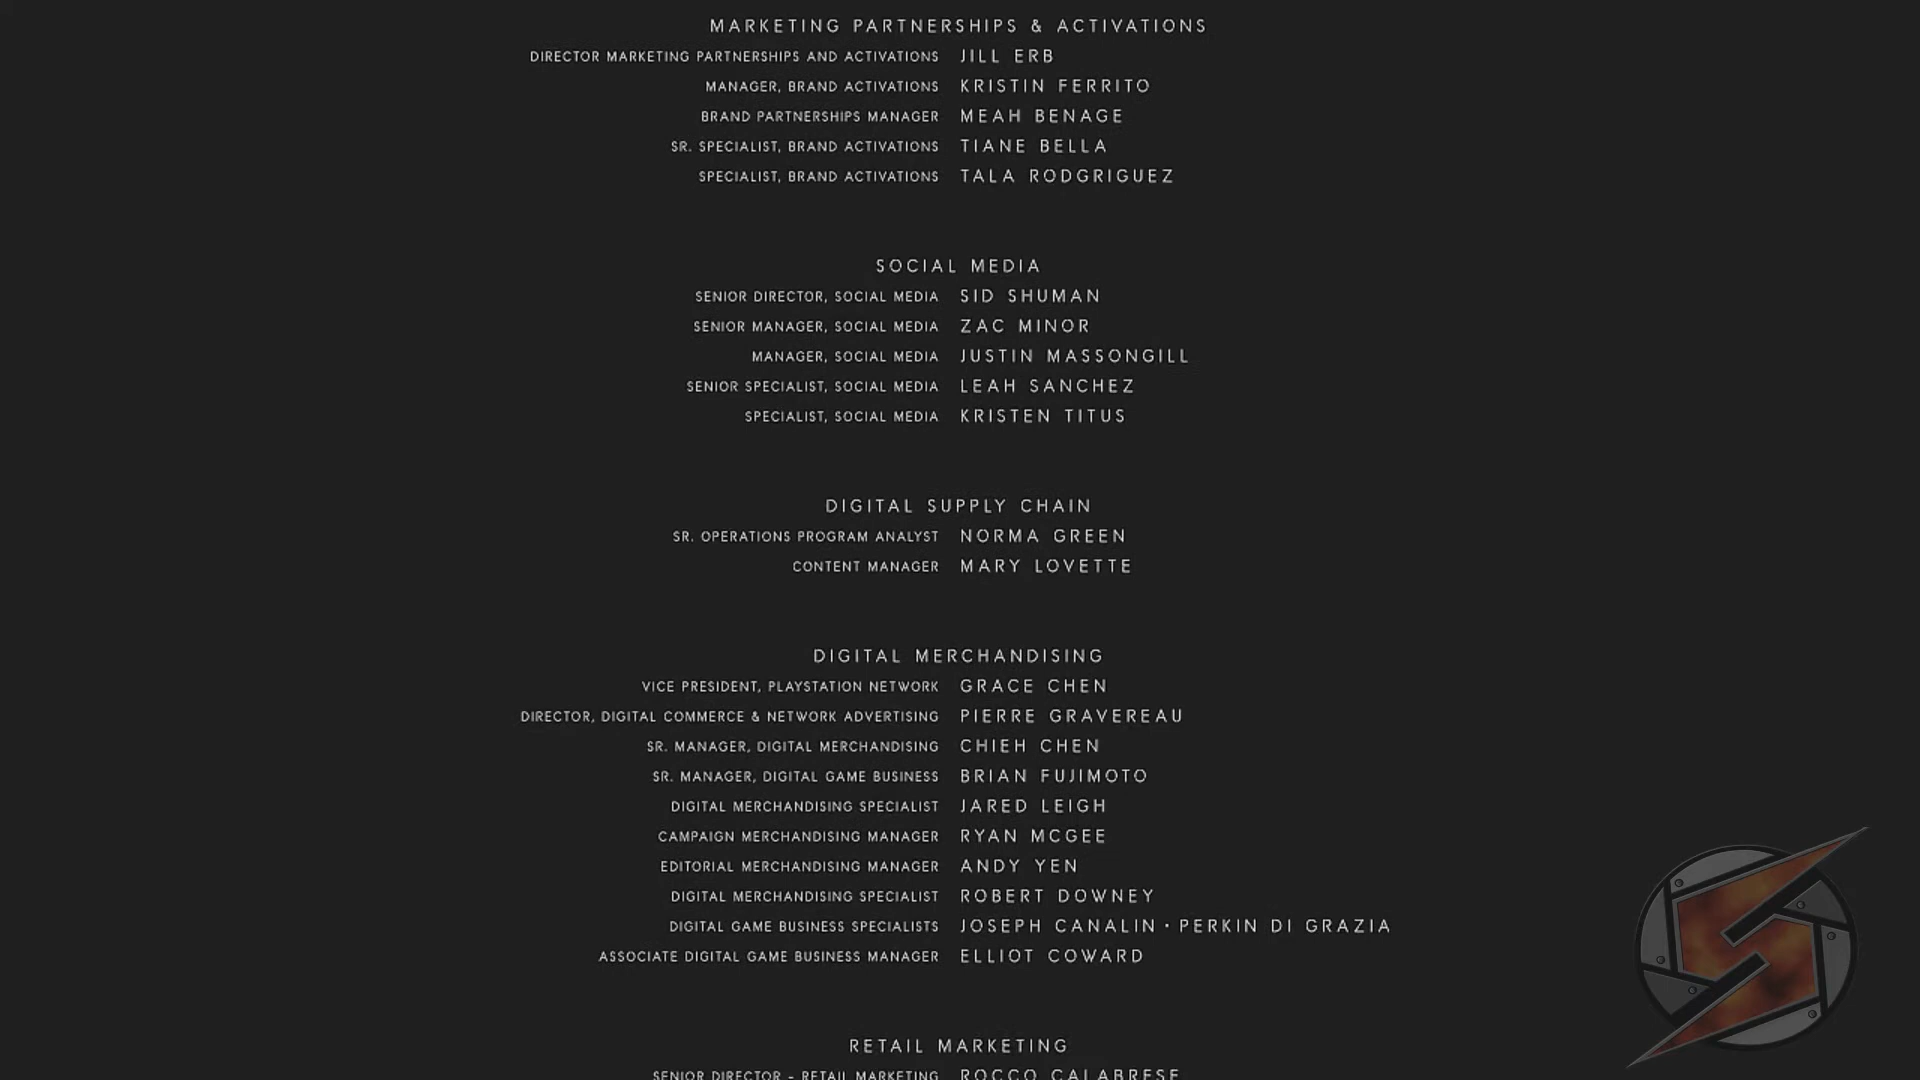 MARKETING PARTNERSHIPS & ACTIVATIONS
DIRECTOR MARKETING PARTNERSHIPS AND ACTIVATIONS JILL ERB
MANAGER, BRAND ACTIVATIONS KRISTIN FERRITO
BRAND PARTNERSHIPS MANAGER MEAH BENAGE
SR. SPECIALIST, BRAND ACTIVATIONS TIANE BELLA
SPECIALIST, BRAND ACTIVATIONS TALA RODGRIGUEZ
SOCIAL MEDIA
SENIOR DIRECTOR, SOCIAL MEDIA SID SHUMAN
SENIOR MANAGER, SOCIAL MEDIA ZAC MINOR
MANAGER, SOCIAL MEDIA JUSTIN MASSONGILL
SENIOR SPECIALIST, SOCIAL MEDIA LEAH SANCHEZ
SPECIALIST, SOCIAL MEDIA KRISTEN TITUS
DIGITAL SUPPLY CHAIN
SR. OPERATIONS PROGRAM ANALYST NORMA GREEN
CONTENT MANAGER MARY LOVETTE
DIGITAL MERCHANDISING
VICE PRESIDENT, PLAYSTATION NETWORK GRACE CHEN
DIRECTOR, DIGITAL COMMERCE & NETWORK ADVERTISING PIERRE GRAVEREAU
SR. MANAGER, DIGITAL MERCHANDISING CHIEH CHEN
SR. MANAGER, DIGITAL GAME BUSINESS BRIAN FUJIMOTO
DIGITAL MERCHANDISING SPECIALIST JARED LEIGH
CAMPAIGN MERCHANDISING MANAGER RYAN MCGEE
EDITORIAL MERCHANDISING MANAGER ANDY YEN
DIGITAL MERCHANDISING SPECIALIST ROBERT DOWNEY
DIGITAL GAME BUSINESS SPECIALISTS JOSEPH CANALIN • PERKIN DI GRAZIA
ASSOCIATE DIGITAL GAME BUSINESS MANAGER ELLIOT COWARD
RETAIL MARKETING
SENIOR DIRECTOR - RETAIL MARKETING ROCCO CALABRESE